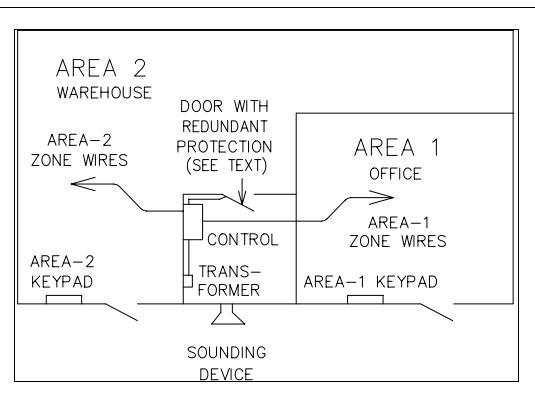 AREA 2
WAREHOUSE
DOOR WITH
REDUNDANT
PROTECTION
(SEE TEXT)
AREA-2
ZONE WIRES
AREA 1
OFFICE
AREA-1
ZONE WIRES
CONTROL
AREA-2
KEYPAD
TRANS-
FORMER
AREA-1 KEYPAD
SOUNDING
DEVICE